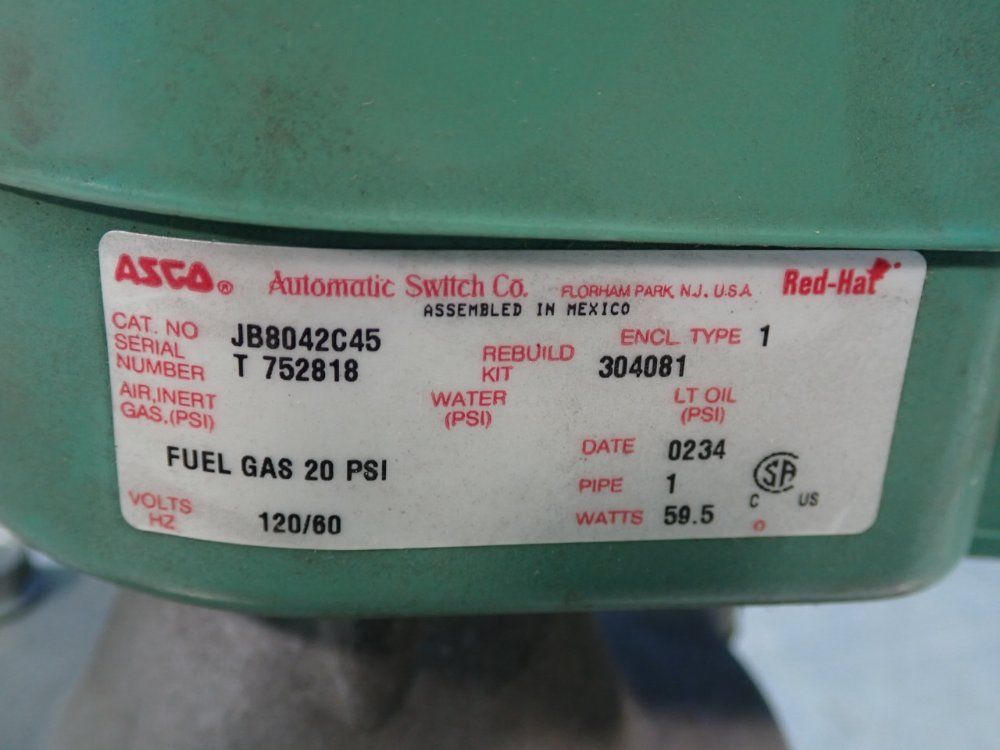 ASCO® Automatic Switch Co. FLORHAM PARK, N.J. U.S.A. Red-Hat
ASSEMBLED IN MEXICO
CAT. NO JB8042C45 ENCL. TYPE 1
SERIAL NUMBER T 752818 REBUILD KIT 304081
AIR,INERT GAS,(PSI) WATER (PSI) LT OIL (PSI)
FUEL GAS 20 PSI DATE 0234
PIPE 1
VOLTS HZ 120/60 WATTS 59.5
SA
C US